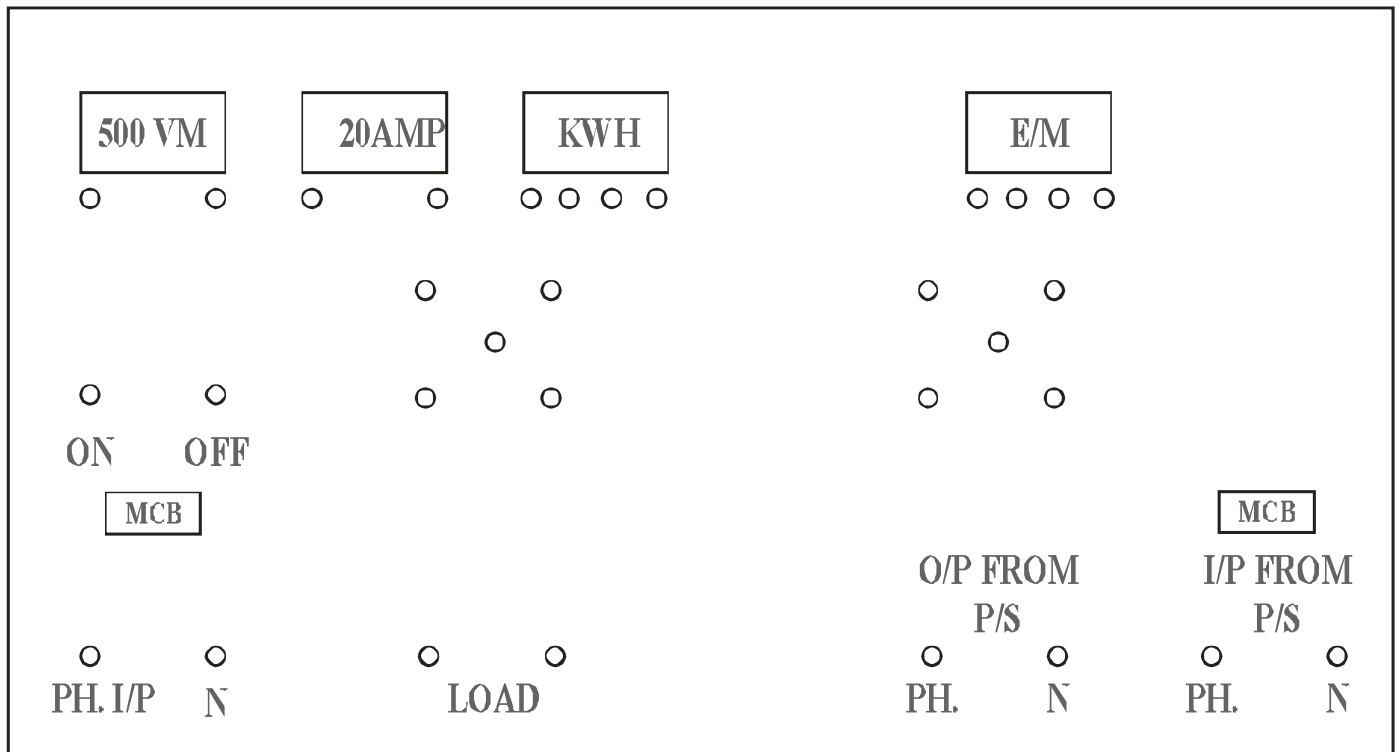 500 VM
20AMP
KWH
E/M
ON
OFF
MCB
MCB
O/P FROM
P/S
I/P FROM
P/S
PH. I/P
N
LOAD
PH.
N
PH.
N